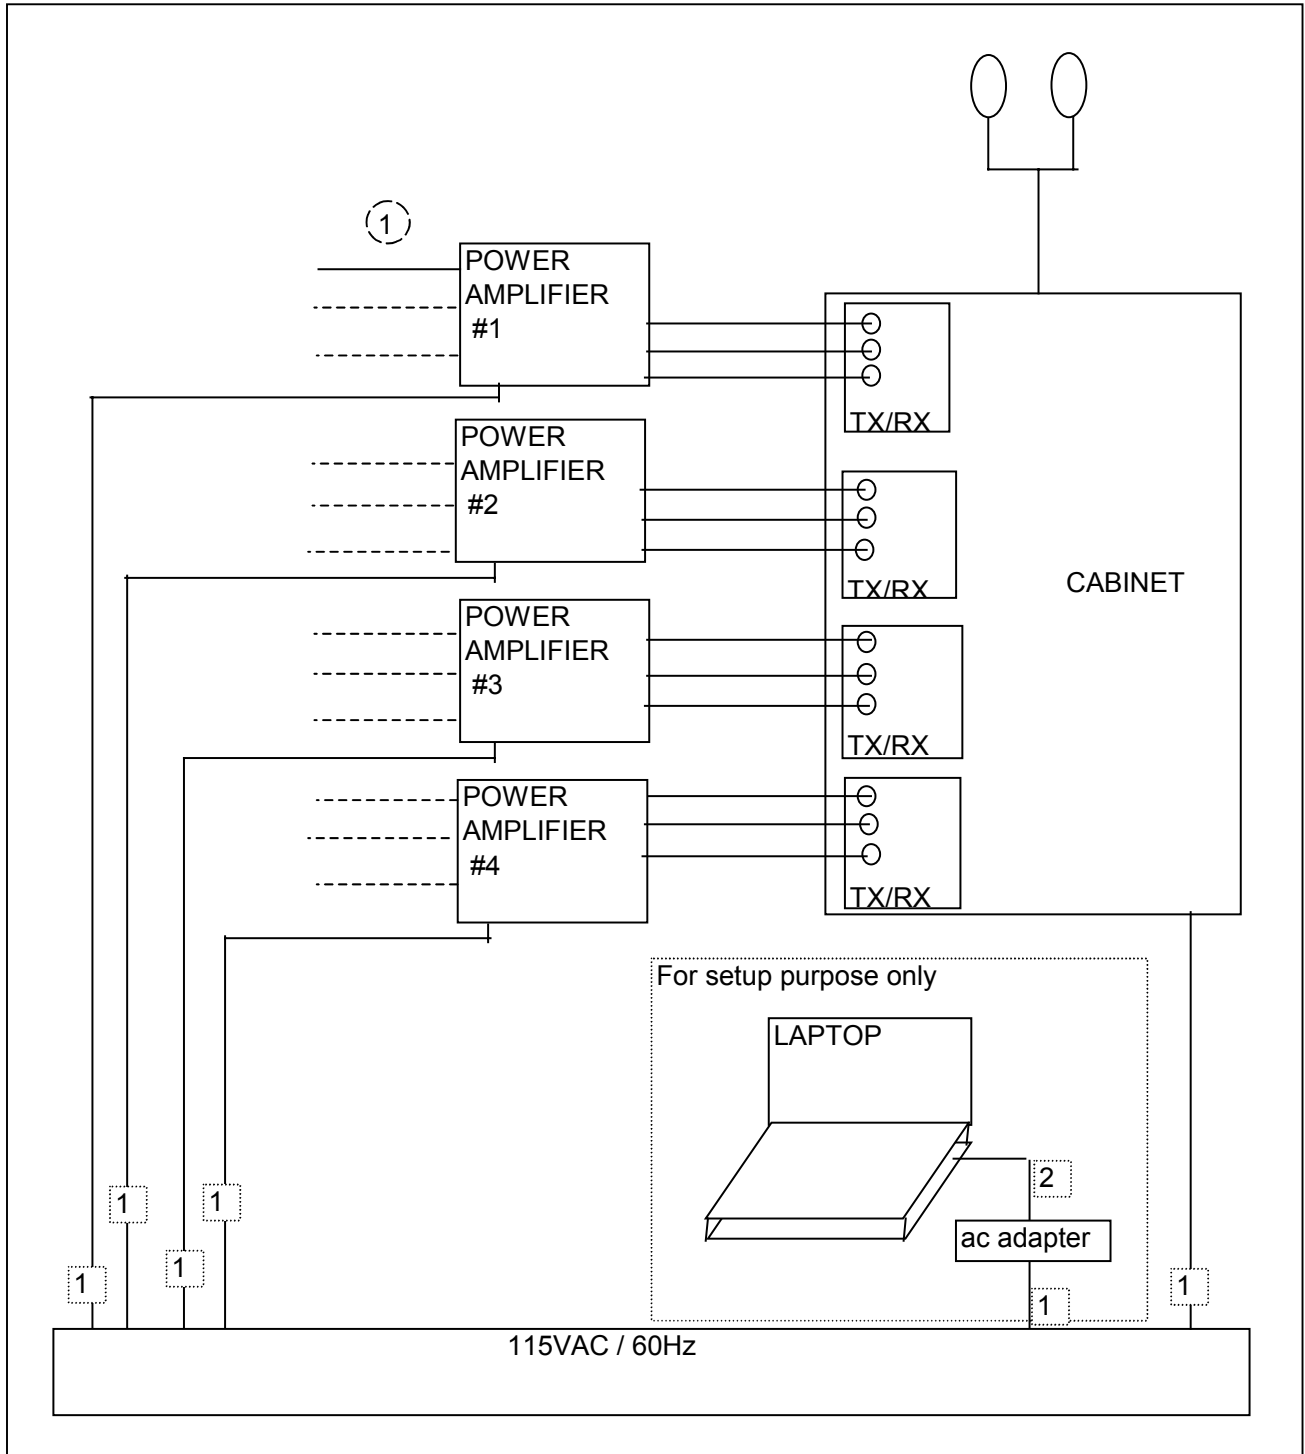 1
POWER
AMPLIFIER
#1
TX/RX
POWER
AMPLIFIER
#2
TX/RX
CABINET
POWER
AMPLIFIER
#3
TX/RX
POWER
AMPLIFIER
#4
TX/RX
For setup purpose only
LAPTOP
2
1
1
ac adapter
1
1
1
1
115VAC / 60Hz